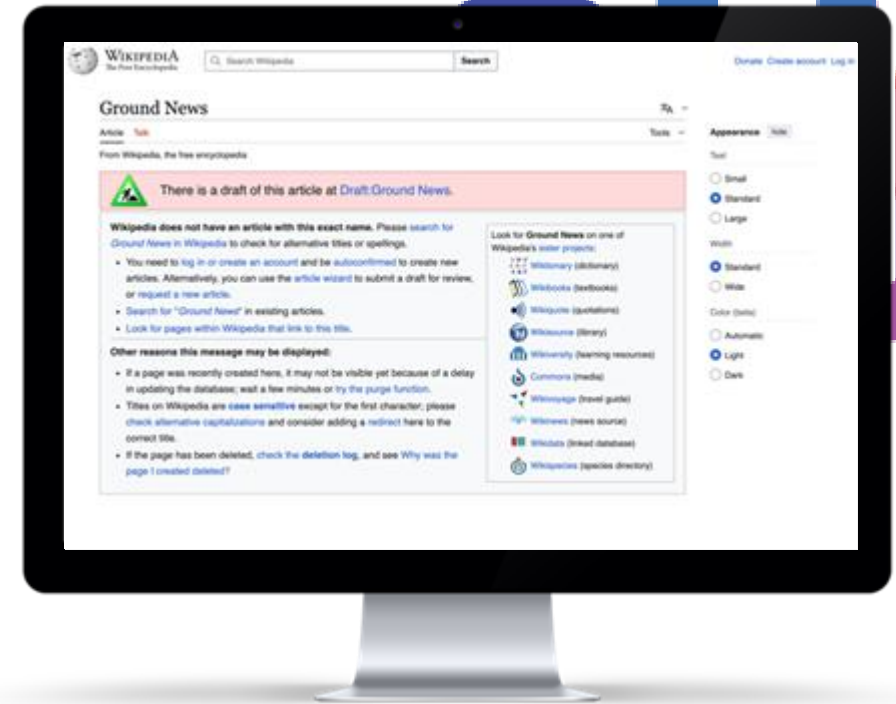 WIKIPEDIA
The Free Encyclopedia
Search Wikipedia
Search
Donate Create account Log in
Ground News
Article Talk
Tools
From Wikipedia, the free encyclopedia
There is a draft of this article at Draft:Ground News.
Wikipedia does not have an article with this exact name. Please search for
Ground News in Wikipedia to check for alternative titles or spellings.
• You need to log in or create an account and be autoconfirmed to create new
articles. Alternatively, you can use the article wizard to submit a draft for review,
or request a new article.
• Search for "Ground News" in existing articles.
• Look for pages within Wikipedia that link to this title.
Other reasons this message may be displayed:
• If a page was recently created here, it may not be visible yet because of a delay
in updating the database; wait a few minutes or try the purge function.
• Titles on Wikipedia are case sensitive except for the first character; please
check alternative capitalizations and consider adding a redirect here to the
correct title.
• If the page has been deleted, check the deletion log, and see Why was the
page I created deleted?
Look for Ground News on one of
Wikipedia's sister projects:
Wiktionary (dictionary)
Wikibooks (textbooks)
Wikiquote (quotations)
Wikisource (library)
Wikiversity (learning resources)
Commons (media)
Wikivoyage (travel guide)
Wikinews (news source)
Wikidata (linked database)
Wikispecies (species directory)
Appearance hide
Text
Small
Standard
Large
Width
Standard
Wide
Color (beta)
Automatic
Light
Dark